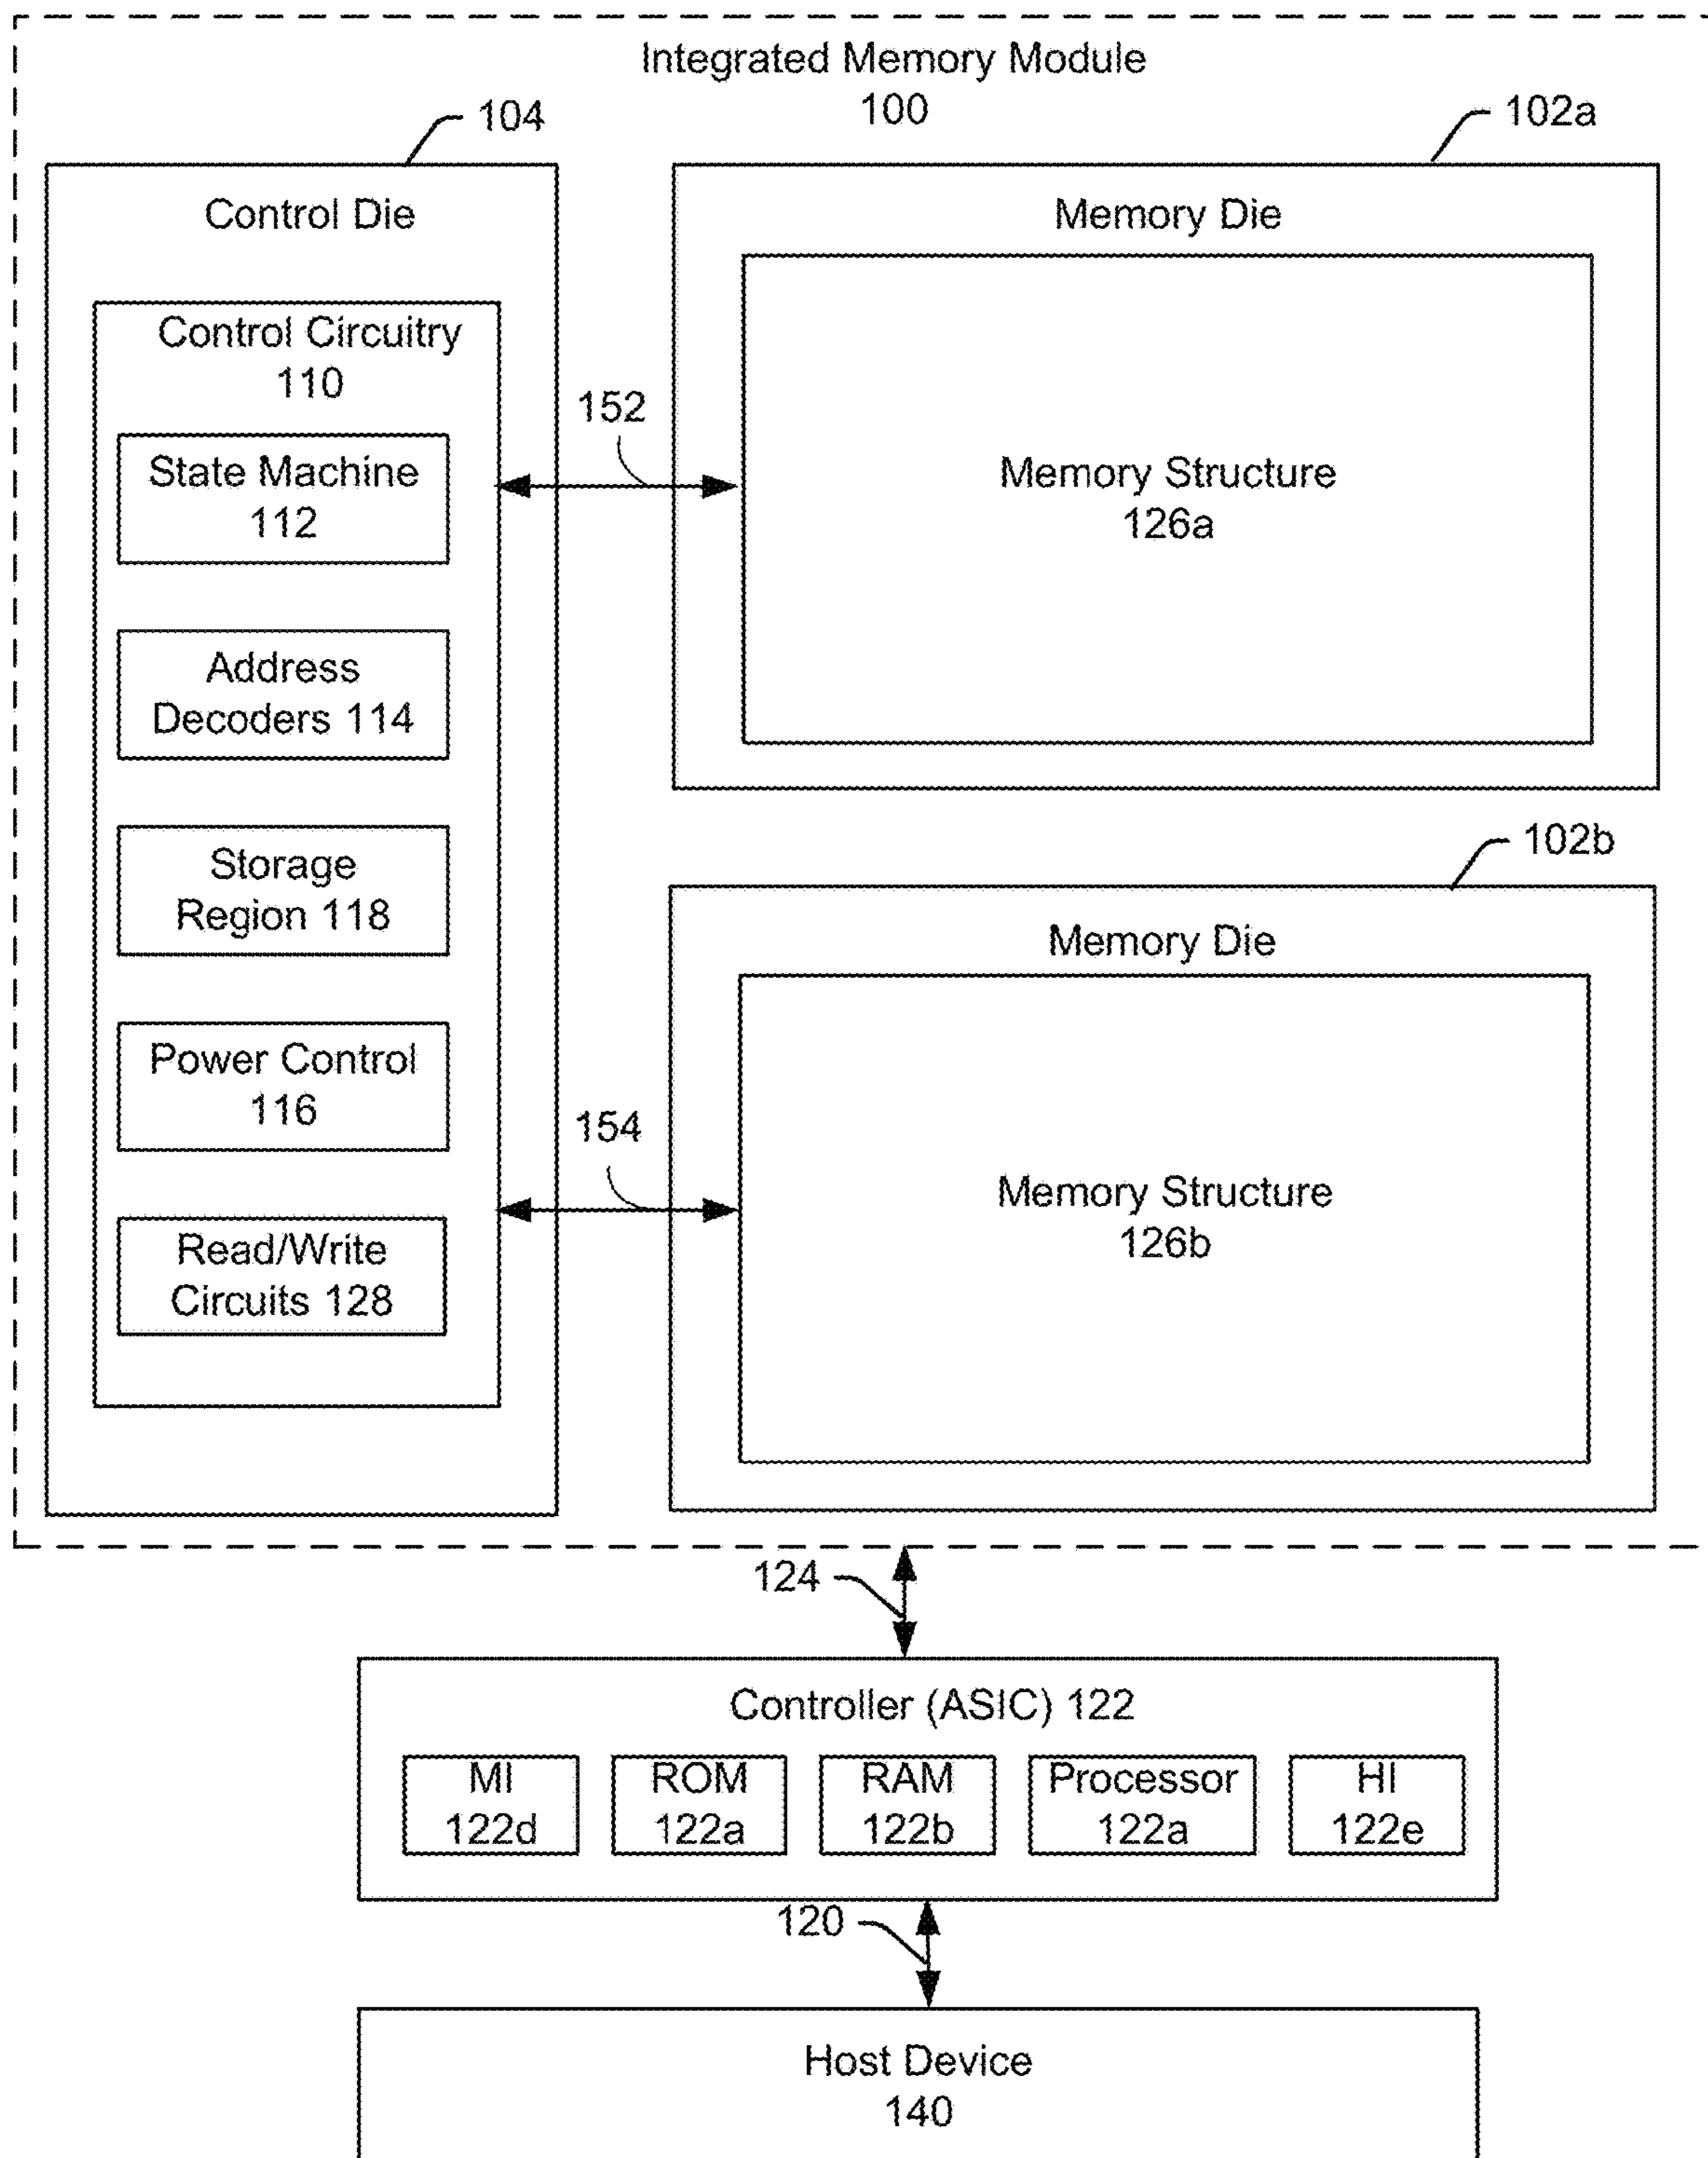 Integrated Memory Module
100
104
102a
Control Die
Memory Die
Control Circuitry
110
152
State Machine
112
Memory Structure
126a
Address
Decoders 114
Storage
Region 118
102b
Memory Die
Power Control
116
154
Memory Structure
126b
Read/Write
Circuits 128
124
Controller (ASIC) 122
MI
122d
ROM
122a
RAM
122b
Processor
122a
HI
122e
120
Host Device
140